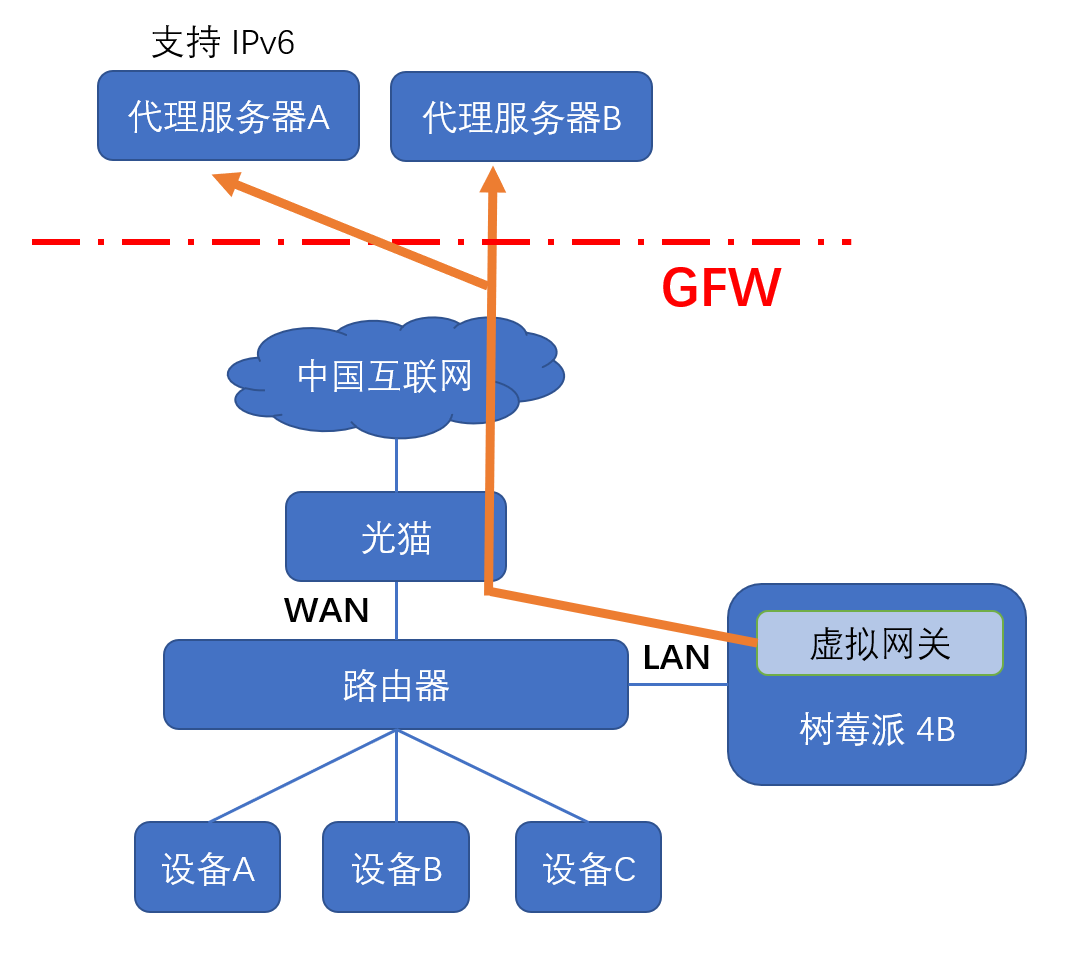 支持 IPv6
代理服务器A
代理服务器B
GFW
中国互联网
光猫
WAN
虚拟网关
LAN
路由器
树莓派 4B
设备A
设备B
设备C